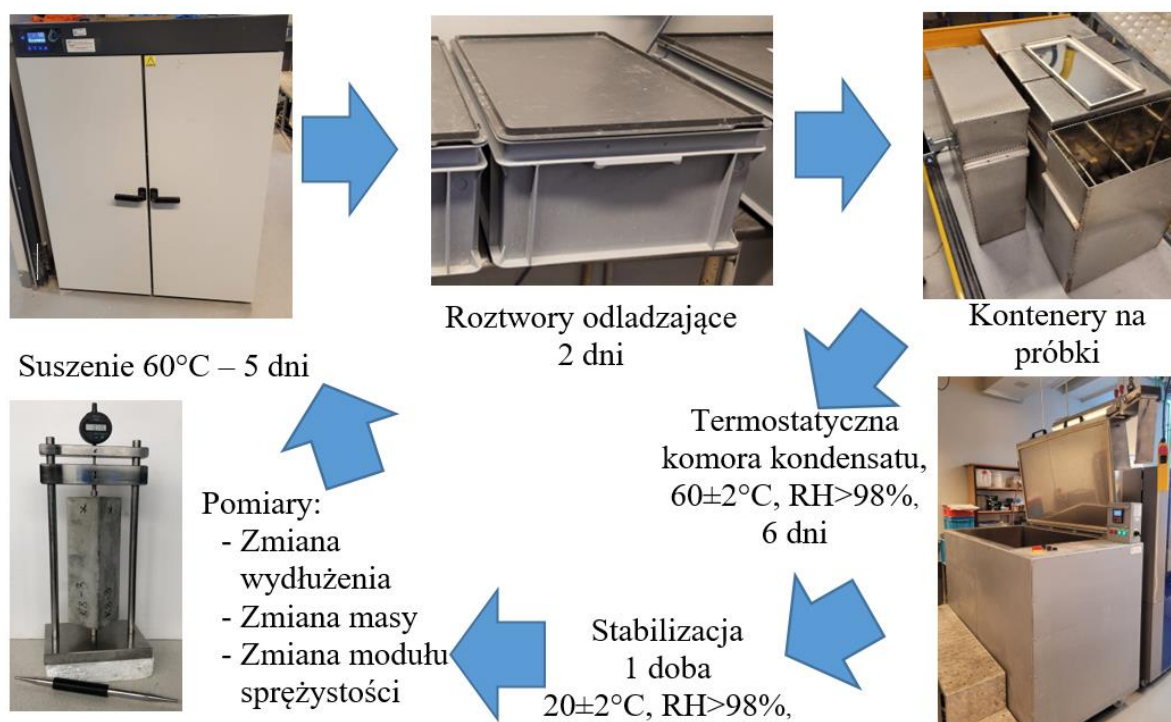 Roztwory odladzające
2 dni
Kontenery na
próbki
Suszenie 60°C – 5 dni
Termostatyczna
komora kondensatu,
60±2°C, RH>98%,
6 dni
Pomiary:
- Zmiana
wydłużenia
- Zmiana masy
- Zmiana modułu
sprężystości
Stabilizacja
1 doba
20±2°C, RH>98%,